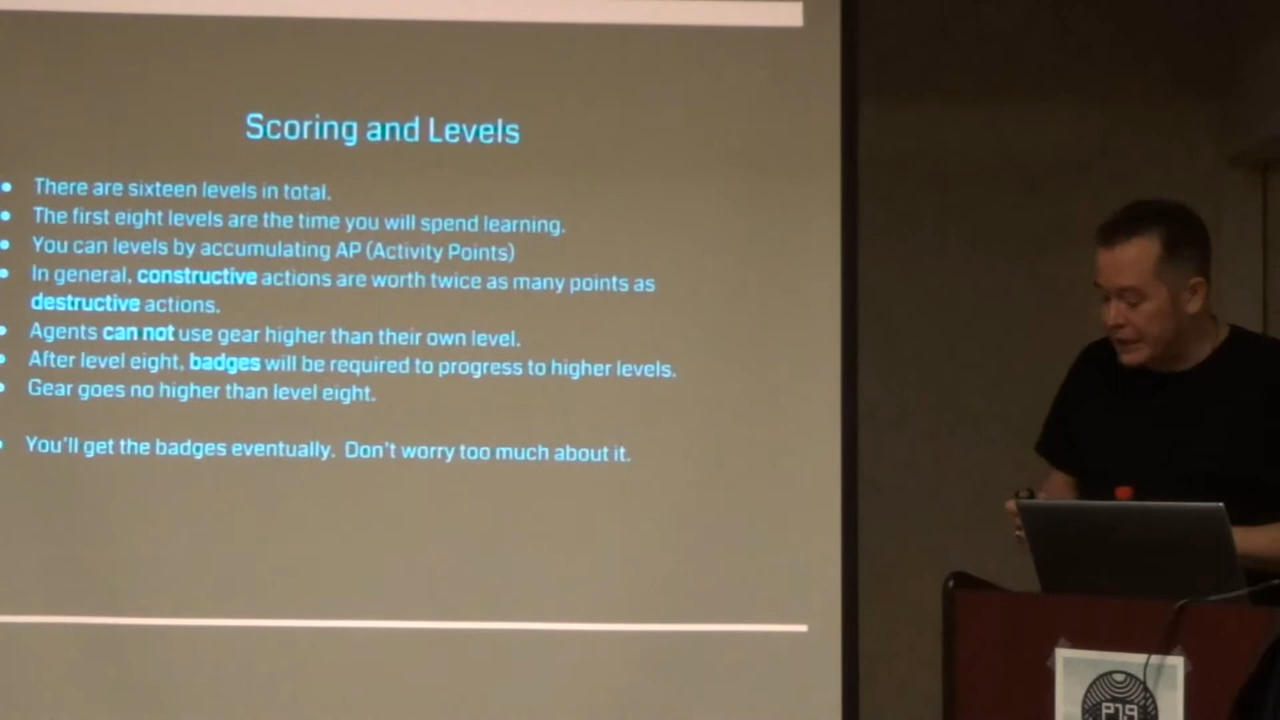 Scoring and Levels
• There are sixteen levels in total.
• The first eight levels are the time you will spend learning.
• You can levels by accumulating AP (Activity Points)
• In general, constructive actions are worth twice as many points as
destructive actions.
• Agents can not use gear higher than their own level.
• After level eight, badges will be required to progress to higher levels.
• Gear goes no higher than level eight.
• You'll get the badges eventually. Don't worry too much about it.
P19